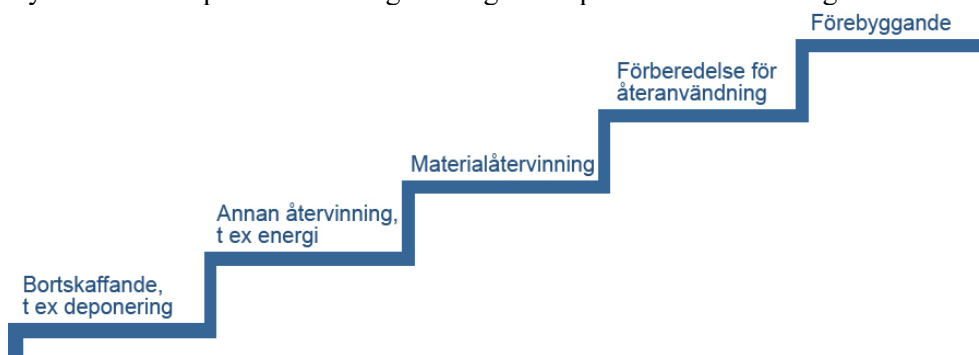 Förebyggande
Förberedelse för
återanvändning
Materialåtervinning
Annan återvinning,
t ex energi
Bortskaffande,
t ex deponering